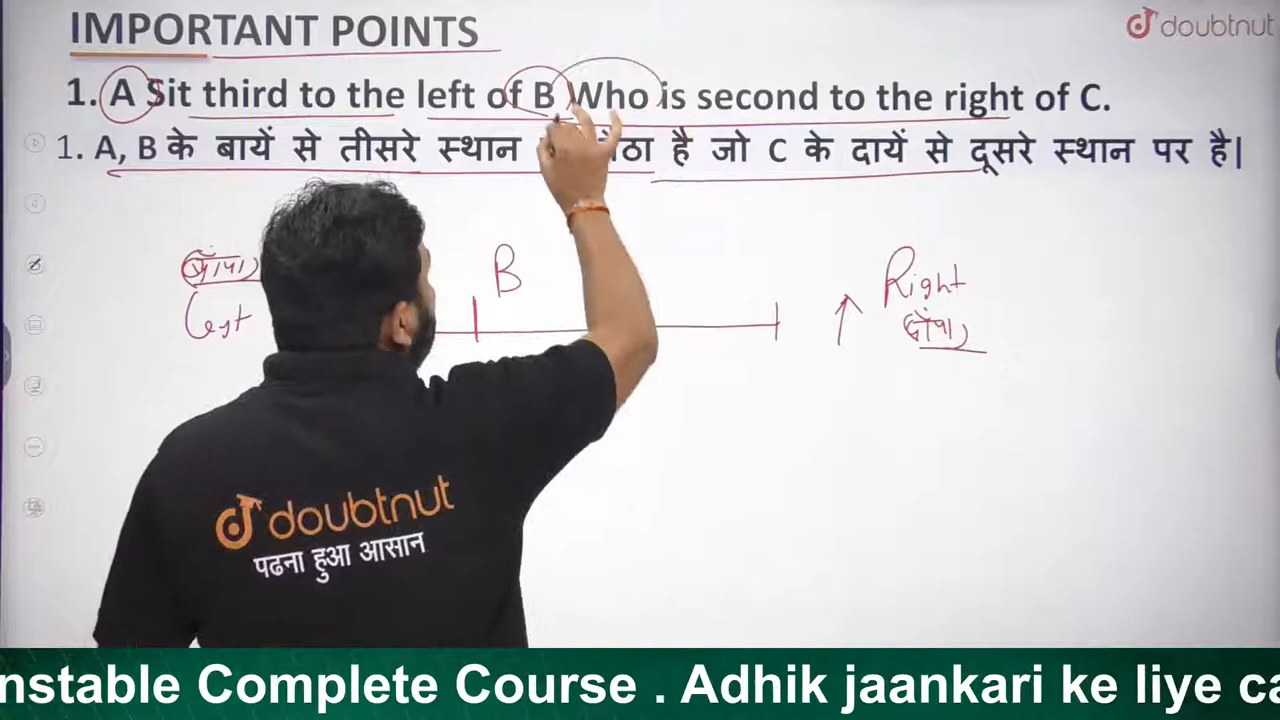 IMPORTANT POINTS
doubtnut
1. A Sit third to the left of B Who is second to the right of C.
1. A, B के बायें से तीसरे स्थान है जो C के दायें से दूसरे स्थान पर है|
B
Right
Left
doubtnut
पढना हुआ आसान
nstable Complete Course . Adhik jaankari ke liye ca